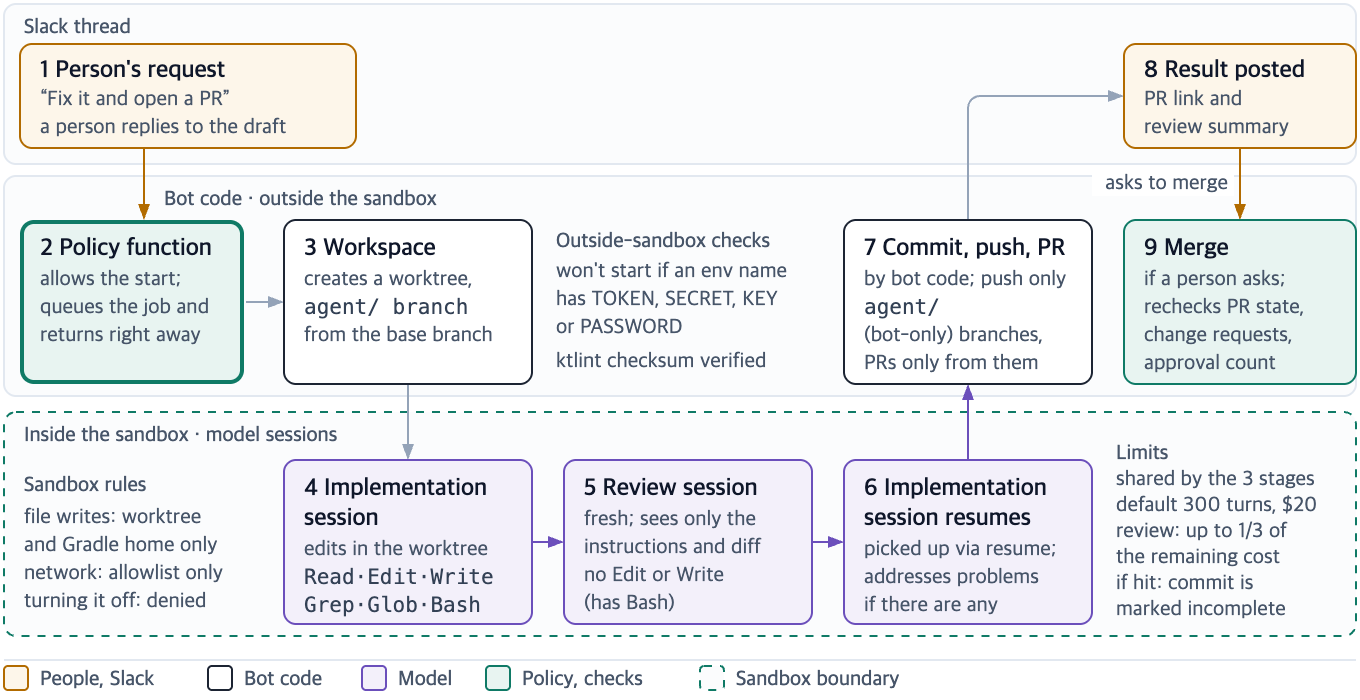 Slack thread
1 Person's request
“Fix it and open a PR”
a person replies to the draft
8 Result posted
PR link and
review summary
asks to merge
Bot code · outside the sandbox
2 Policy function
allows the start;
queues the job and
returns right away
3 Workspace
creates a worktree,
agent/ branch
from the base branch
Outside-sandbox checks
won't start if an env name
has TOKEN, SECRET, KEY
or PASSWORD
ktlint checksum verified
7 Commit, push, PR
by bot code; push only
agent/
(bot-only) branches,
PRs only from them
9 Merge
if a person asks;
rechecks PR state,
change requests,
approval count
Inside the sandbox · model sessions
Sandbox rules
file writes: worktree
and Gradle home only
network: allowlist only
turning it off: denied
4 Implementation
session
edits in the worktree
Read·Edit·Write
Grep·Glob·Bash
5 Review session
fresh; sees only the
instructions and diff
no Edit or Write
(has Bash)
6 Implementation
session resumes
picked up via resume;
addresses problems
if there are any
Limits
shared by the 3 stages
default 300 turns, $20
review: up to 1/3 of
the remaining cost
if hit: commit is
marked incomplete
People, Slack
Bot code
Model
Policy, checks
Sandbox boundary